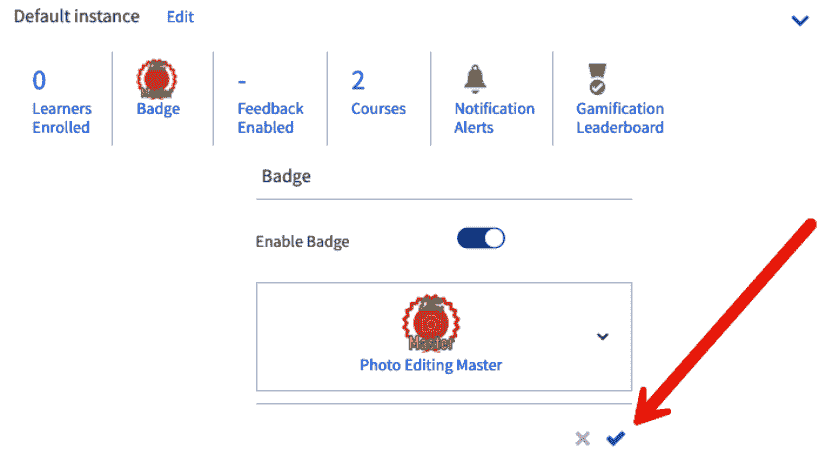 Default instance Edit
0
Learners
Enrolled
Badge
-
Feedback
Enabled
2
Courses
Notification
Alerts
Gamification
Leaderboard
Badge
Enable Badge
Master
Photo Editing Master